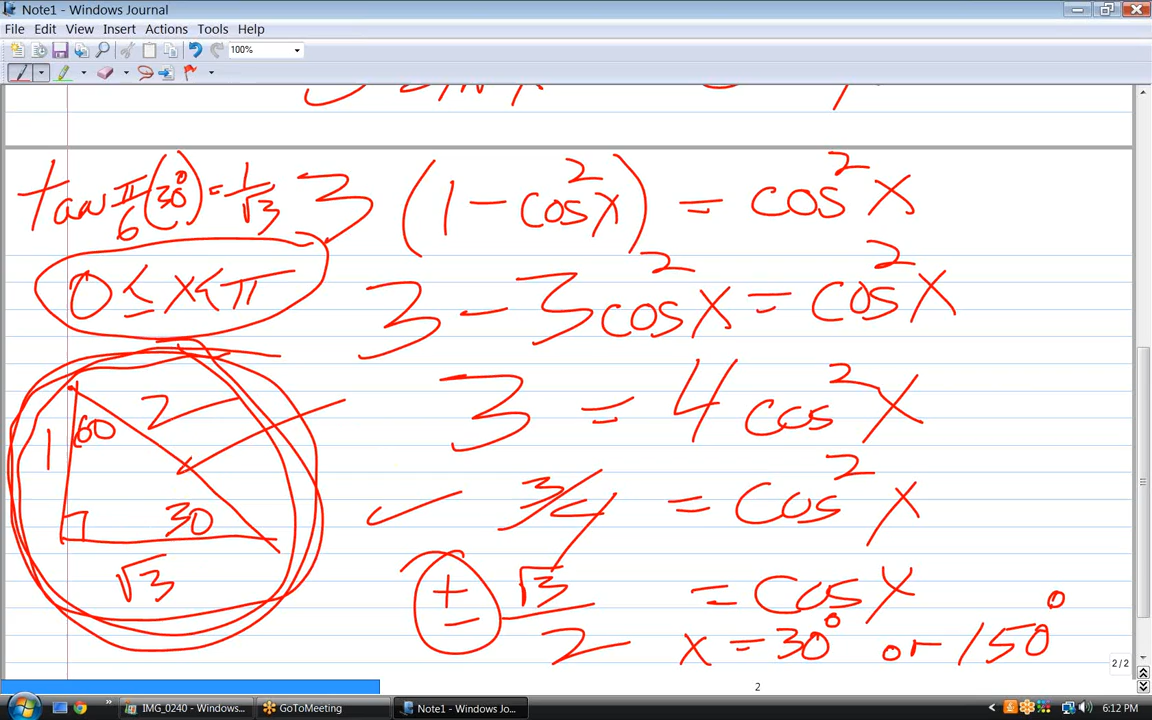 Note1 - Windows Journal
File Edit View Insert Actions Tools Help
100%
tan π/6 (30°) = 1/√3
3 (1 - cos²x) = cos²x
0 ≤ x < π
3 - 3cos²x = cos²x
3 = 4cos²x
3/4 = cos²x
± √3/2 = cos x
x = 30° or 150°
1
60
2
30
√3
2/2
2
IMG_0240 - Windows...
GoToMeeting
Note1 - Windows Jo...
6:12 PM